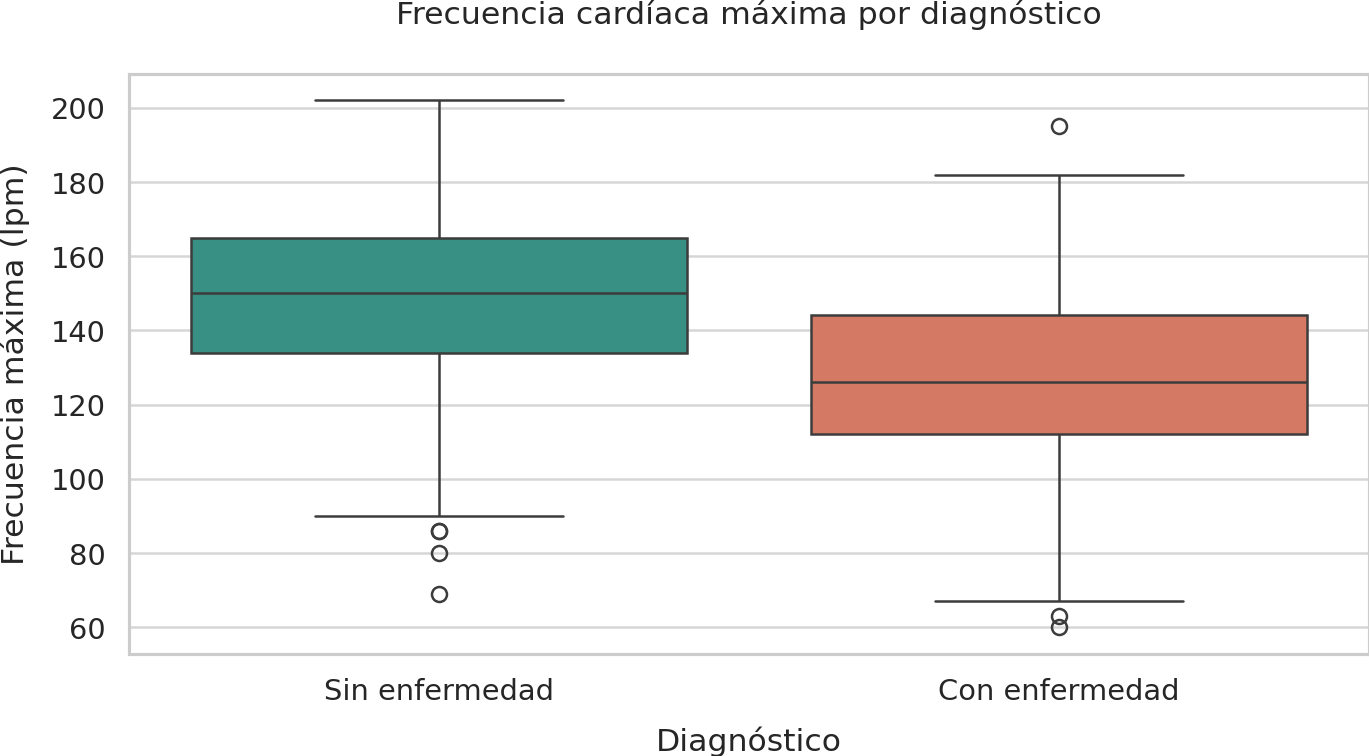 Frecuencia cardíaca máxima por diagnóstico
Frecuencia máxima (lpm)
200
180
160
140
120
100
80
60
Sin enfermedad
Con enfermedad
Diagnóstico